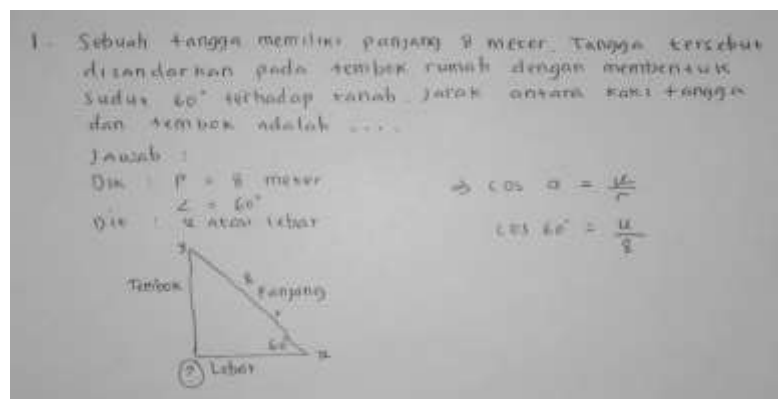 1. Sebuah tangga memiliki panjang 8 meter. Tangga tersebut
disandarkan pada tembok rumah dengan membentuk
sudut 60° terhadap tanah. Jarak antara kaki tangga
dan tembok adalah ....
Jawab :
Dik : P = 8 meter
∠ = 60°
Dit : x atau lebar
⇒ cos a = x/r
cos 60° = x/8
y
Tembok
8
Panjang
r
60°
x
? Lebar